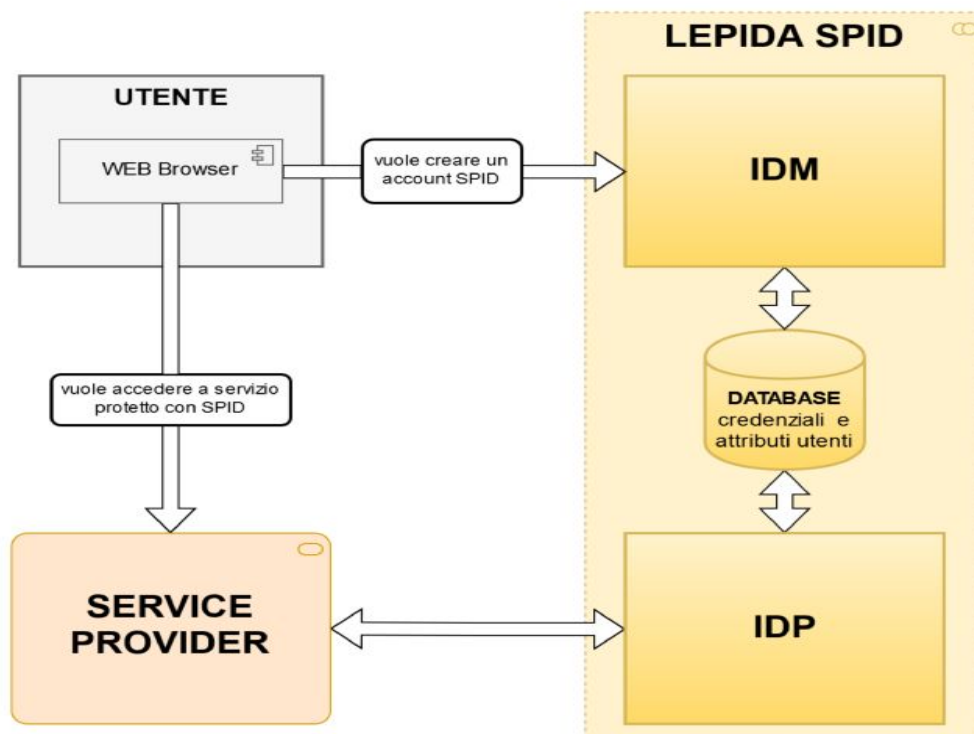 LEPIDA SPID
UTENTE
WEB Browser
vuole creare un
account SPID
IDM
vuole accedere a servizio
protetto con SPID
DATABASE
credenziali e
attributi utenti
SERVICE
PROVIDER
IDP